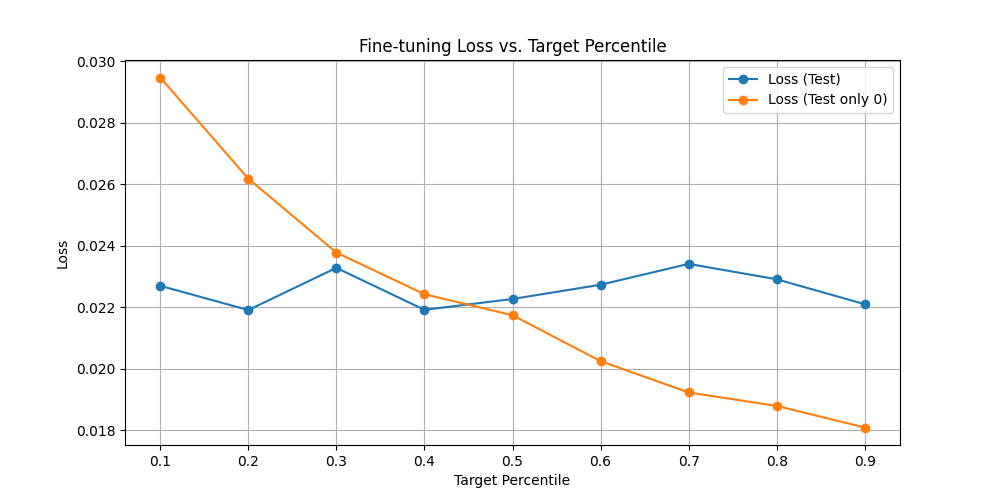 Fine-tuning Loss vs. Target Percentile
Loss (Test)
Loss (Test only 0)
Loss
0.030
0.028
0.026
0.024
0.022
0.020
0.018
0.1 0.2 0.3 0.4 0.5 0.6 0.7 0.8 0.9
Target Percentile